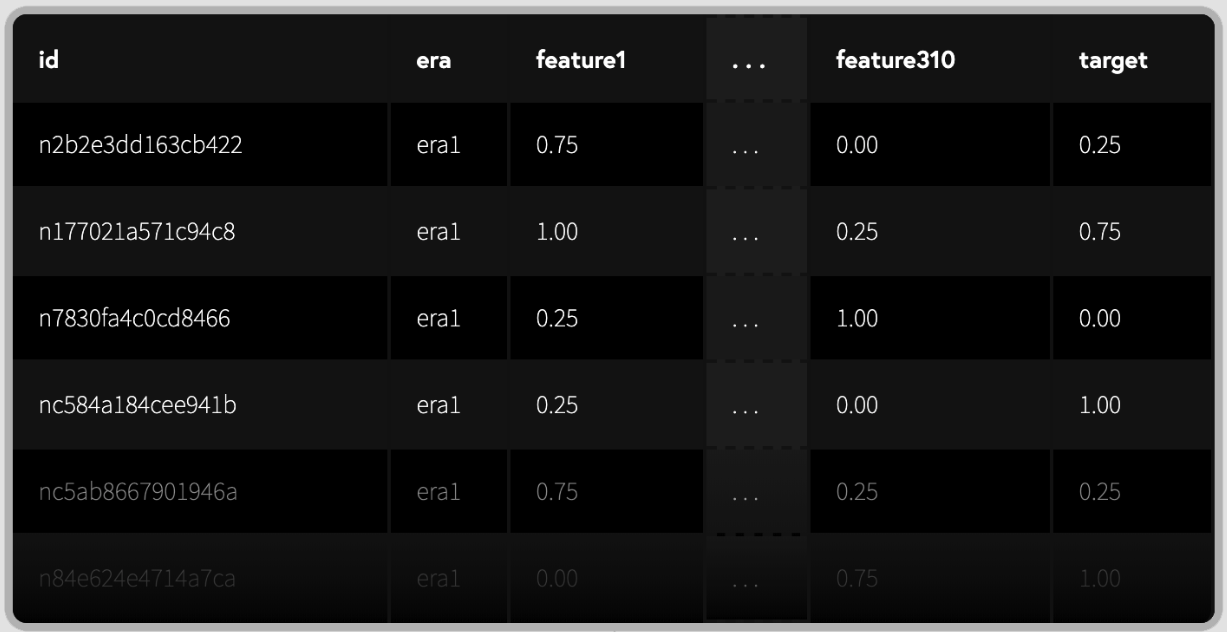 id era feature1 ... feature310 target
n2b2e3dd163cb422 era1 0.75 ... 0.00 0.25
n177021a571c94c8 era1 1.00 ... 0.25 0.75
n7830fa4c0cd8466 era1 0.25 ... 1.00 0.00
nc584a184cee941b era1 0.25 ... 0.00 1.00
nc5ab8667901946a era1 0.75 ... 0.25 0.25
n84e624e4714a7ca era1 0.00 ... 0.75 1.00